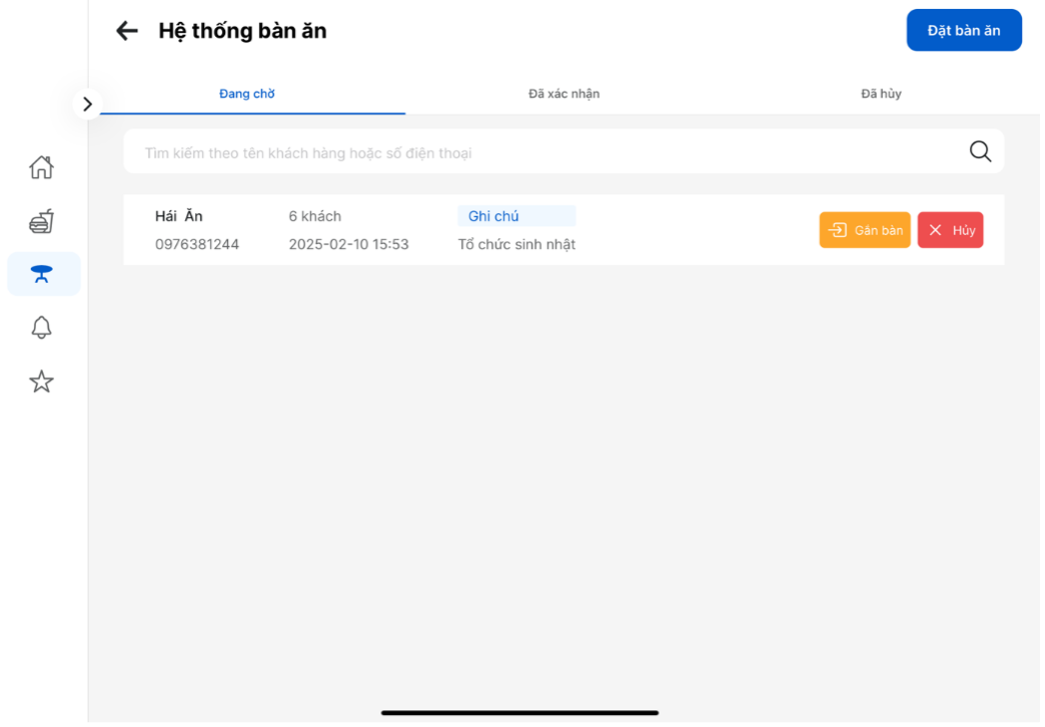 Hệ thống bàn ăn
Đặt bàn ăn
Đang chờ
Đã xác nhận
Đã hủy
Tìm kiếm theo tên khách hàng hoặc số điện thoại
Hái Ăn
6 khách
Ghi chú
0976381244
2025-02-10 15:53
Tổ chức sinh nhật
Gắn bàn
Hủy